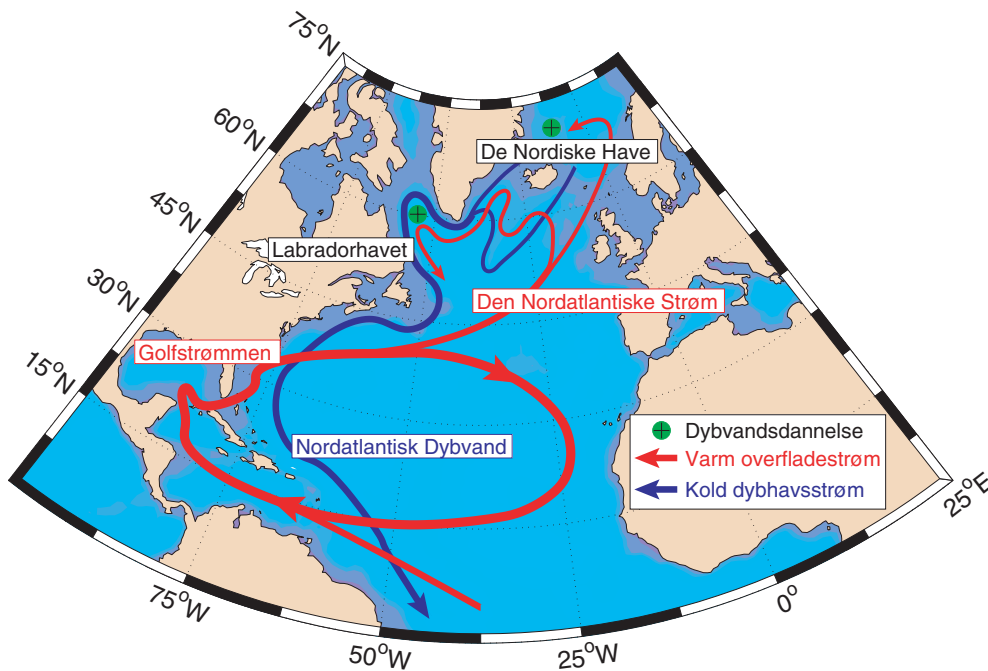 75°N
60°N
45°N
30°N
15°N
De Nordiske Have
Labradorhavet
Den Nordatlantiske Strøm
Golfstrømmen
Nordatlantisk Dybvand
Dybvandsdannelse
Varm overfladestrøm
Kold dybhavsstrøm
75°W
50°W
25°W
0°
25°E